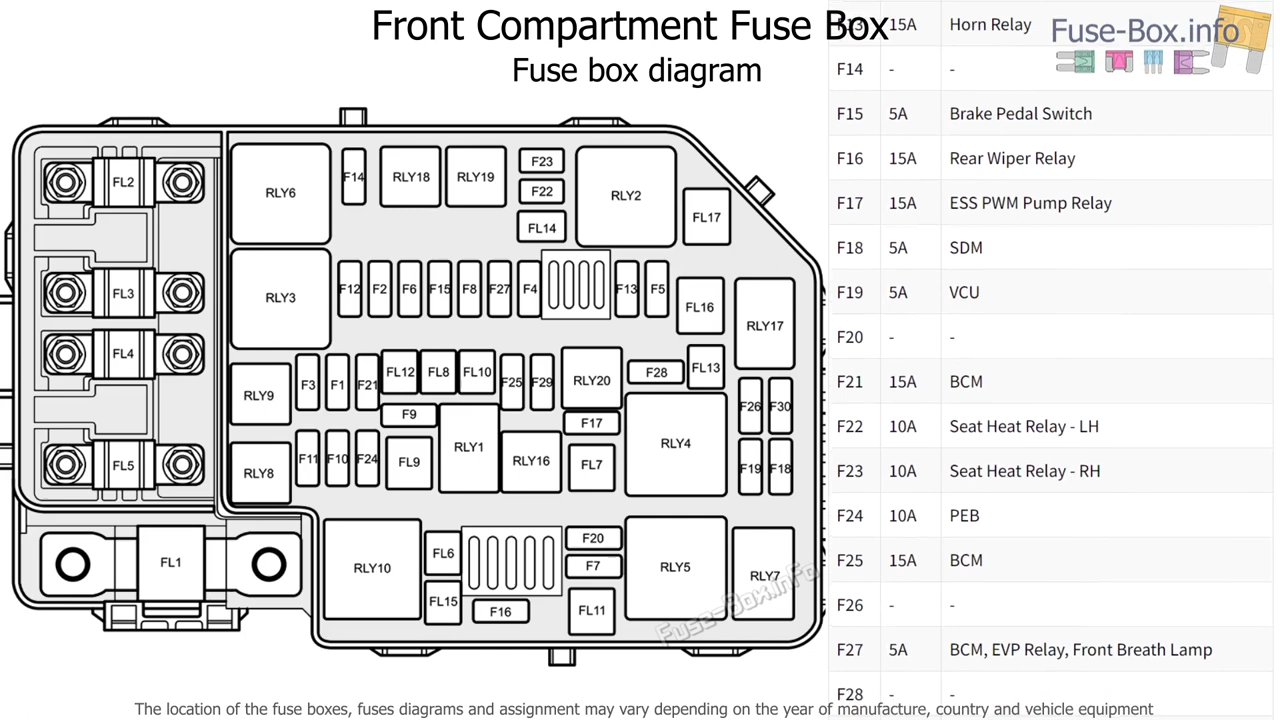 Front Compartment Fuse Box
Fuse box diagram
Fuse-Box.info
F13 15A Horn Relay
F14 - -
F15 5A Brake Pedal Switch
F16 15A Rear Wiper Relay
F17 15A ESS PWM Pump Relay
F18 5A SDM
F19 5A VCU
F20 - -
F21 15A BCM
F22 10A Seat Heat Relay - LH
F23 10A Seat Heat Relay - RH
F24 10A PEB
F25 15A BCM
F26 - -
F27 5A BCM, EVP Relay, Front Breath Lamp
F28 - -
FL2 RLY6 F14 RLY18 RLY19 F23 RLY2
F22
FL14 FL17
FL3 RLY3 F12 F2 F6 F15 F8 F27 F4 F13 F5 FL16 RLY17
FL4 RLY9 F3 F1 F21 FL12 FL8 FL10 F25 F29 RLY20 F28 FL13
F9 F17 F26 F30
FL5 RLY8 F11 F10 F24 FL9 RLY1 RLY16 FL7 RLY4 F19 F18
FL1 RLY10 FL6 F20 RLY5 RLY7
F7
FL15 F16 FL11
Fuse-Box.info
The location of the fuse boxes, fuses diagrams and assignment may vary depending on the year of manufacture, country and vehicle equipment